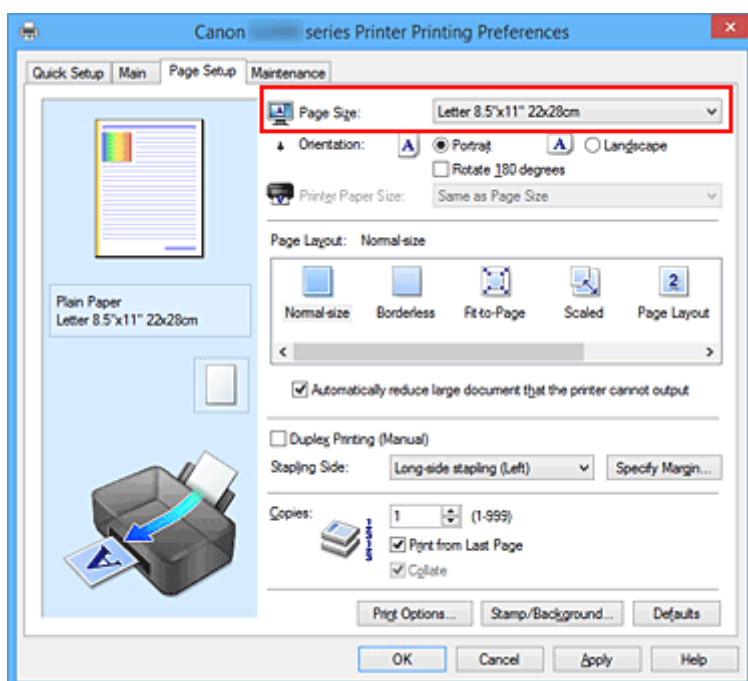 Canon series Printer Printing Preferences
Quick Setup Main Page Setup Maintenance
Page Size: Letter 8.5"x11" 22x28cm
Orientation: A Portrait A Landscape
Rotate 180 degrees
Printer Paper Size: Same as Page Size
Page Layout: Normal-size
2
Normal-size Borderless Fit-to-Page Scaled Page Layout
Plain Paper
Letter 8.5"x11" 22x28cm
Automatically reduce large document that the printer cannot output
Duplex Printing (Manual)
Stapling Side: Long-side stapling (Left) Specify Margin...
Copies: 1 (1-999)
Print from Last Page
Collate
A
Print Options... Stamp/Background... Defaults
OK Cancel Apply Help